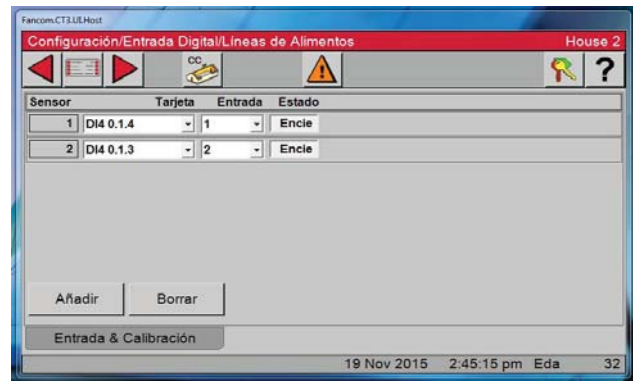 Fancom.CT3.ULHost
Configuración/Entrada Digital/Líneas de Alimentos House 2
CC ?
Sensor Tarjeta Entrada Estado
1 DI4 0.1.4 1 Encie
2 DI4 0.1.3 2 Encie
Añadir Borrar
Entrada & Calibración
19 Nov 2015 2:45:15 pm Eda 32